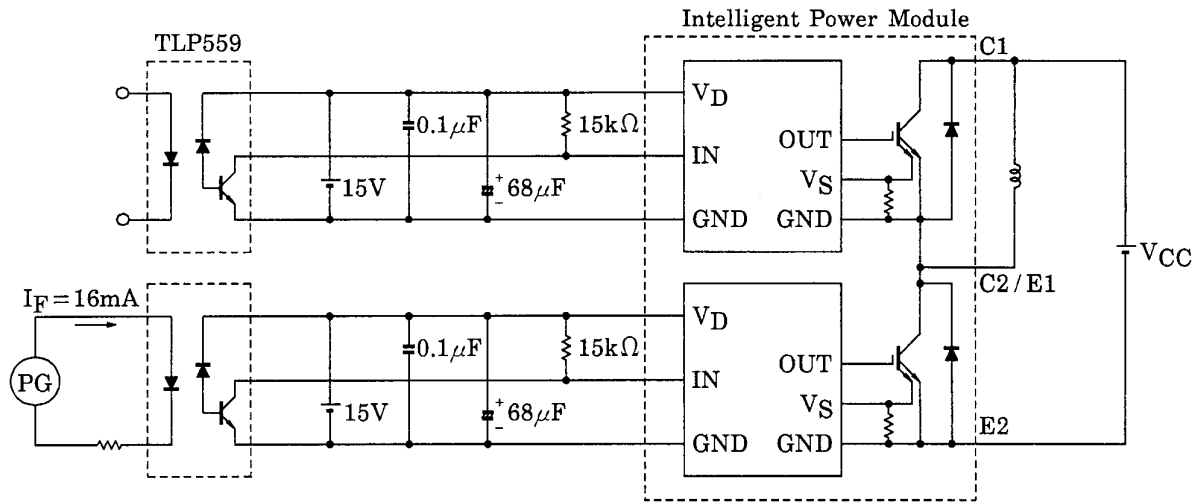 Intelligent Power Module
TLP559
C1
V_D
0.1μF
15kΩ
OUT
IN
15V
+
68μF
−
V_S
GND
GND
V_CC
C2/E1
I_F=16mA
V_D
0.1μF
15kΩ
OUT
PG
IN
15V
+
68μF
−
V_S
E2
GND
GND